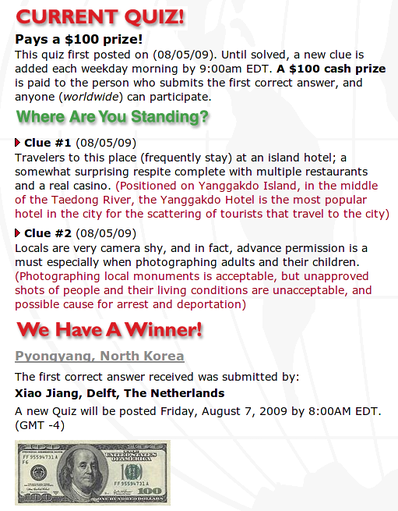 CURRENT QUIZ!
Pays a $100 prize!
This quiz first posted on (08/05/09). Until solved, a new clue is
added each weekday morning by 9:00am EDT. A $100 cash prize
is paid to the person who submits the first correct answer, and
anyone (worldwide) can participate.
Where Are You Standing?
Clue #1 (08/05/09)
Travelers to this place (frequently stay) at an island hotel; a
somewhat surprising respite complete with multiple restaurants
and a real casino. (Positioned on Yanggakdo Island, in the middle
of the Taedong River, the Yanggakdo Hotel is the most popular
hotel in the city for the scattering of tourists that travel to the city)
Clue #2 (08/05/09)
Locals are very camera shy, and in fact, advance permission is a
must especially when photographing adults and their children.
(Photographing local monuments is acceptable, but unapproved
shots of people and their living conditions are unacceptable, and
possible cause for arrest and deportation)
We Have A Winner!
Pyongyang, North Korea
The first correct answer received was submitted by:
Xiao Jiang, Delft, The Netherlands
A new Quiz will be posted Friday, August 7, 2009 by 8:00AM EDT.
(GMT -4)
FF 95594731 A
F6
100